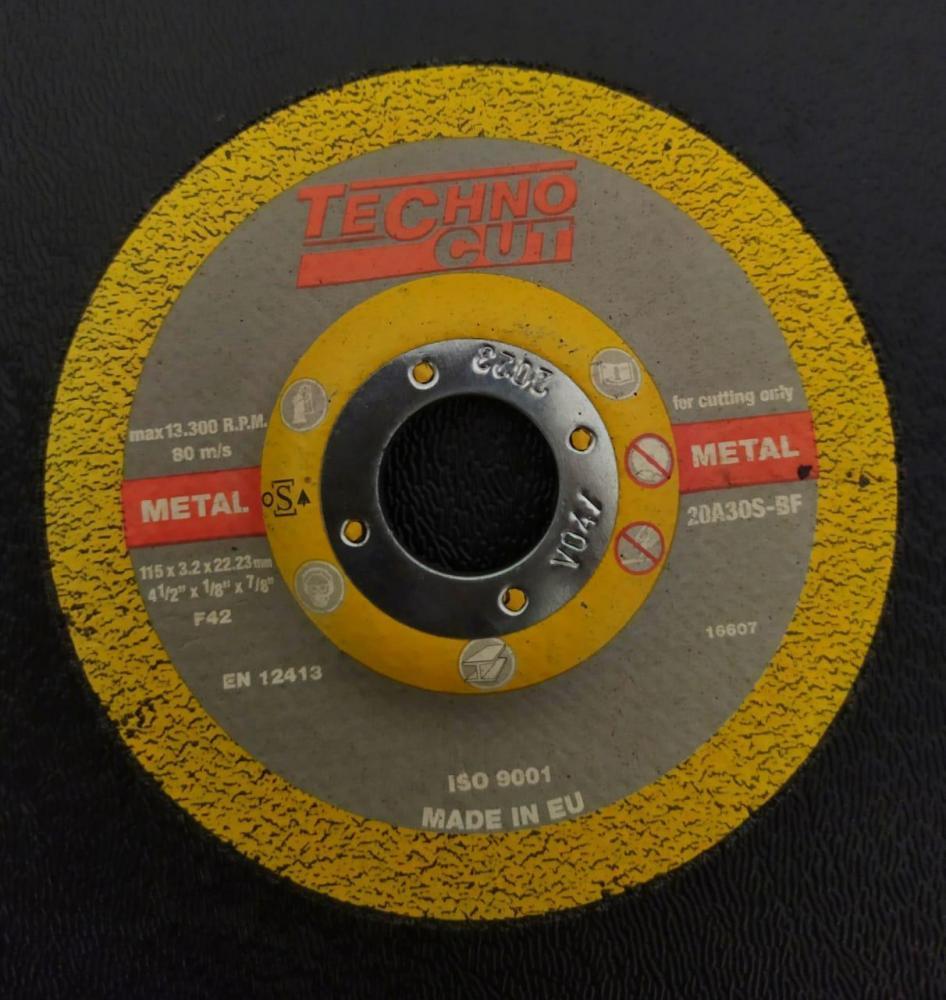 TECHNO
CUT
2023
V04/
for cutting only
METAL
20A30S-BF
16607
max 13.300 R.P.M.
80 m/s
METAL
115 x 3.2 x 22.23 mm
4 1/2" x 1/8" x 7/8"
F42
EN 12413
ISO 9001
MADE IN EU